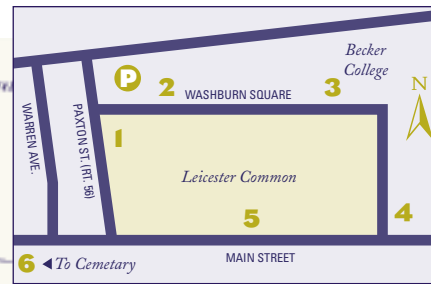 Becker
College
P
2
3
WASHBURN SQUARE
N
WARREN AVE.
PAXTON ST. (RT. 56)
1
Leicester Common
5
4
6
To Cemetary
MAIN STREET